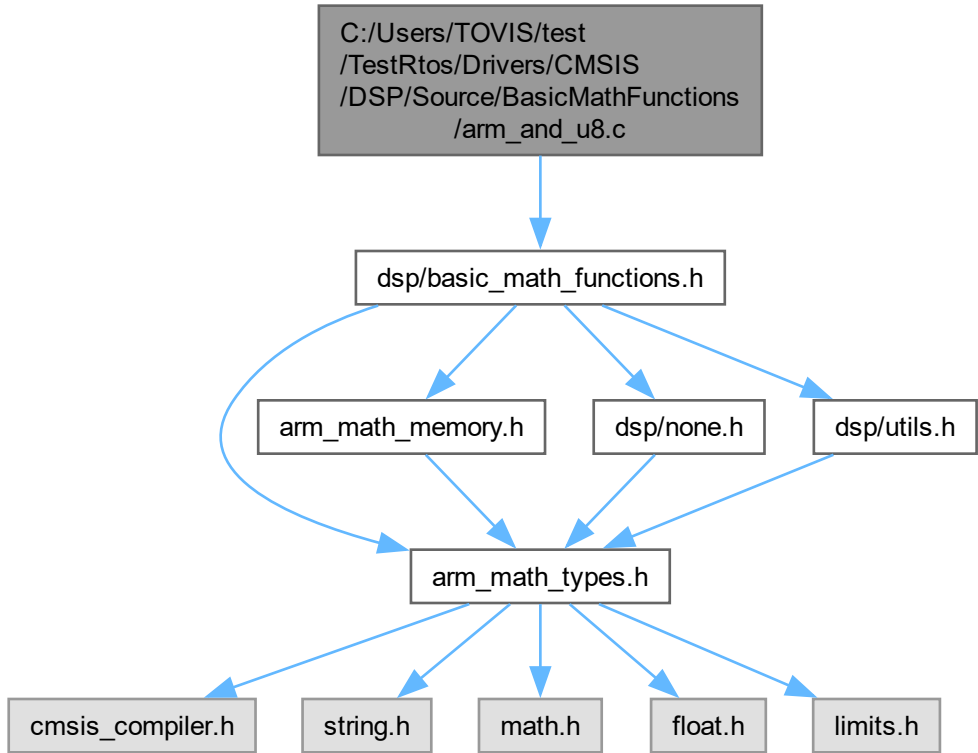 C:/Users/TOVIS/test
/TestRtos/Drivers/CMSIS
/DSP/Source/BasicMathFunctions
/arm_and_u8.c
dsp/basic_math_functions.h
arm_math_memory.h
dsp/none.h
dsp/utils.h
arm_math_types.h
cmsis_compiler.h
string.h
math.h
float.h
limits.h